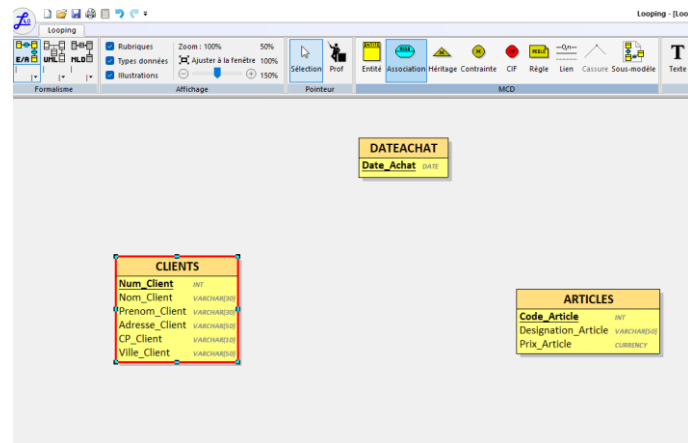 Looping - [Loo
Looping
E/R UML MLD
Formalisme
Rubriques
Types données
Illustrations
Zoom : 100% 50%
Ajuster à la fenêtre 100%
150%
Affichage
Sélection Prof
Pointeur
Entité Association Héritage Contrainte CIF Règle Lien Cassure Sous-modèle
MCD
T
Texte
DATEACHAT
Date_Achat DATE
CLIENTS
Num_Client INT
Nom_Client VARCHAR(30)
Prenom_Client VARCHAR(30)
Adresse_Client VARCHAR(50)
CP_Client VARCHAR(10)
Ville_Client VARCHAR(50)
ARTICLES
Code_Article INT
Designation_Article VARCHAR(50)
Prix_Article CURRENCY